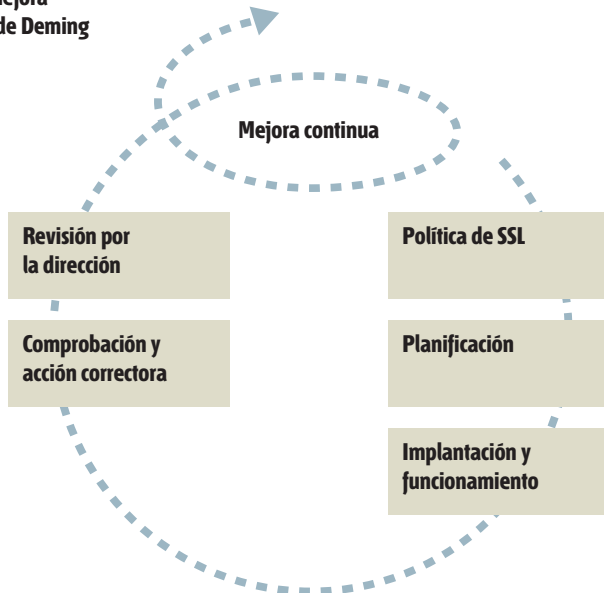 de Deming
Mejora continua
Revisión por
la dirección
Política de SSL
Comprobación y
acción correctora
Planificación
Implantación y
funcionamiento